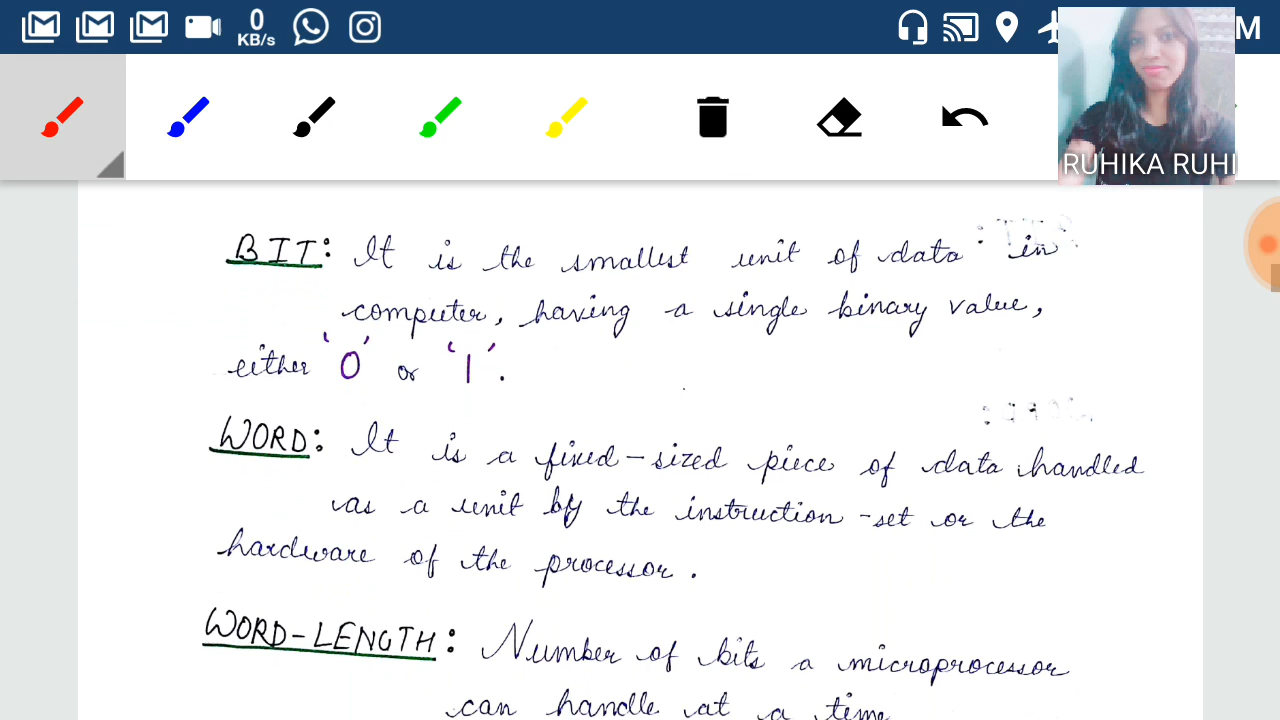 0
KB/s
M
RUHIKA RUHI
BIT: It is the smallest unit of data in
computer, having a single binary value,
either '0' or '1'.
WORD: It is a fixed-sized piece of data handled
as a unit by the instruction-set or the
hardware of the processor.
WORD-LENGTH: Number of bits a microprocessor
can handle at a time